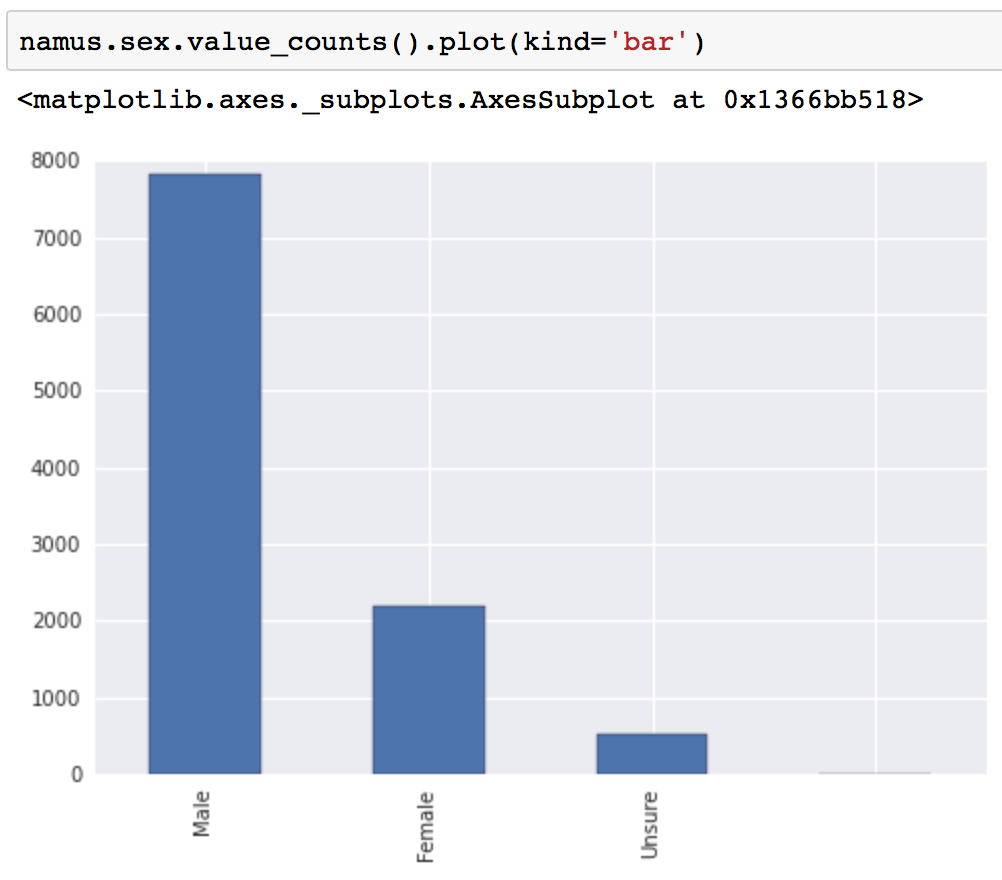 namus.sex.value_counts().plot(kind='bar')
<matplotlib.axes._subplots.AxesSubplot at 0x1366bb518>
8000
7000
6000
5000
4000
3000
2000
1000
0
Male
Female
Unsure